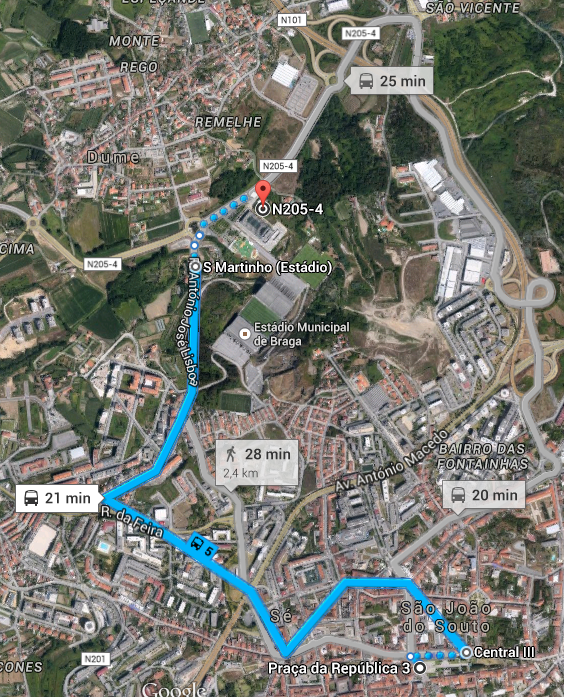 ESPEÇANDE
SÃO VICENTE
N101
N205-4
MONTE
REGO
25 min
REMELHE
Dume
N205-4
N205-4
CIMA
S Martinho (Estádio)
N205-4
António José Lisboa
Estádio Municipal
de Braga
28 min
2,4 km
Av. António Macedo
BAIRRO DAS
FONTAÍNHAS
21 min
20 min
R. da Feira
5
Sé
São João
do Souto
Central III
N201
Praça da República 3
CONES
Google